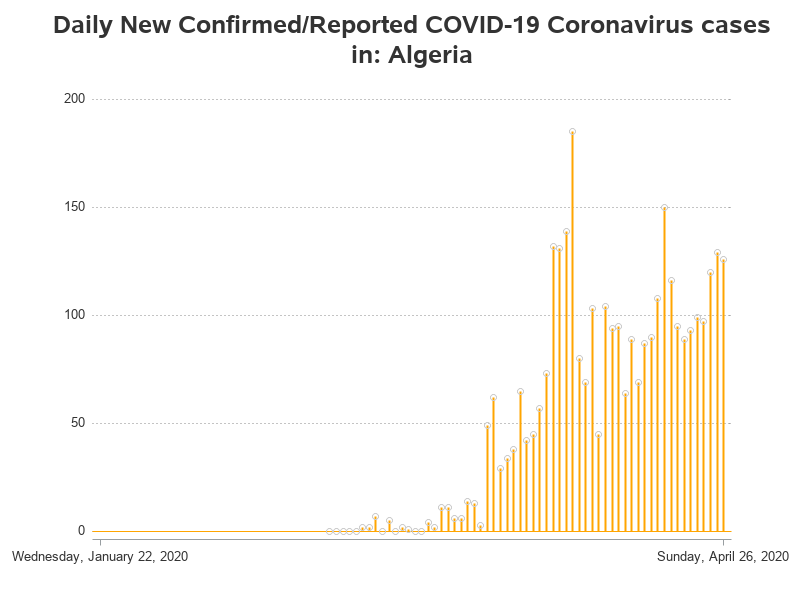 Daily New Confirmed/Reported COVID-19 Coronavirus cases
in: Algeria
200
150
100
50
0
Wednesday, January 22, 2020
Sunday, April 26, 2020